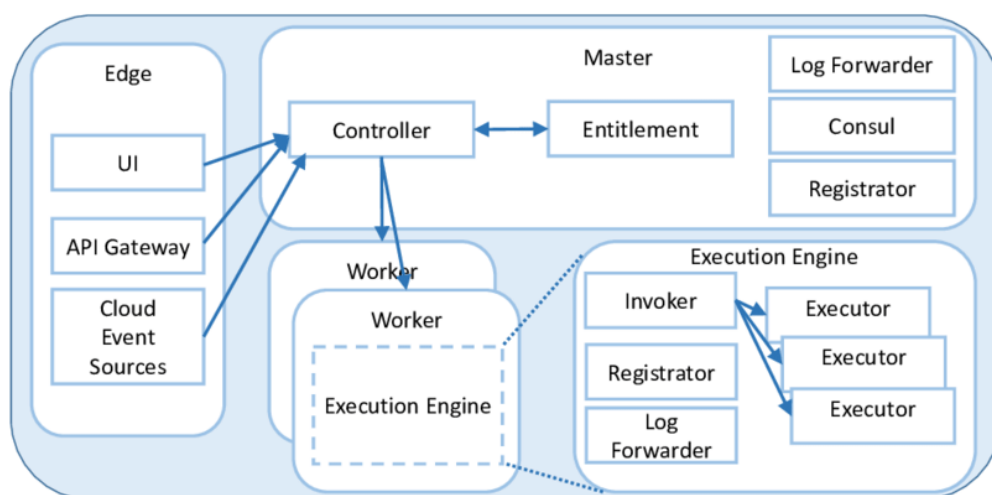 Edge
UI
API Gateway
Cloud
Event
Sources
Master
Controller
Entitlement
Log Forwarder
Consul
Registrator
Worker
Worker
Execution Engine
Execution Engine
Invoker
Registrator
Log
Forwarder
Executor
Executor
Executor